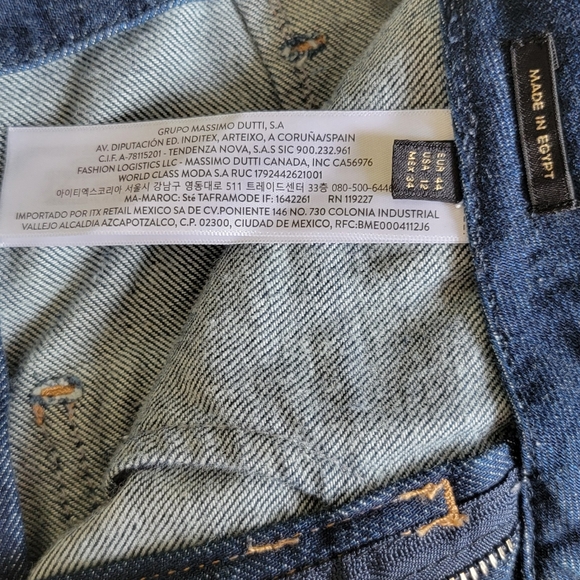 GRUPO MASSIMO DUTTI, S.A
AV. DIPUTACIÓN ED. INDITEX, ARTEIXO, A CORUÑA/SPAIN
C.I.F. A-78115201 - TENDENZA NOVA, S.A.S SIC 900.232.961
FASHION LOGISTICS LLC - MASSIMO DUTTI CANADA, INC CA56976
WORLD CLASS MODA S.A RUC 1792442621001
아이티엑스코리아 서울시 강남구 영동대로 511 트레이드센터 33층 080-500-6446
MA-MAROC: Sté TAFRAMODE IF: 1642261 RN 119227
IMPORTADO POR ITX RETAIL MEXICO SA DE CV.PONIENTE 146 NO. 730 COLONIA INDUSTRIAL
VALLEJO ALCALDIA AZCAPOTZALCO, C.P. 02300, CIUDAD DE MEXICO, RFC:BME0004112J6
EUR 44
USA 12
MEX 34
MADE IN EGYPT